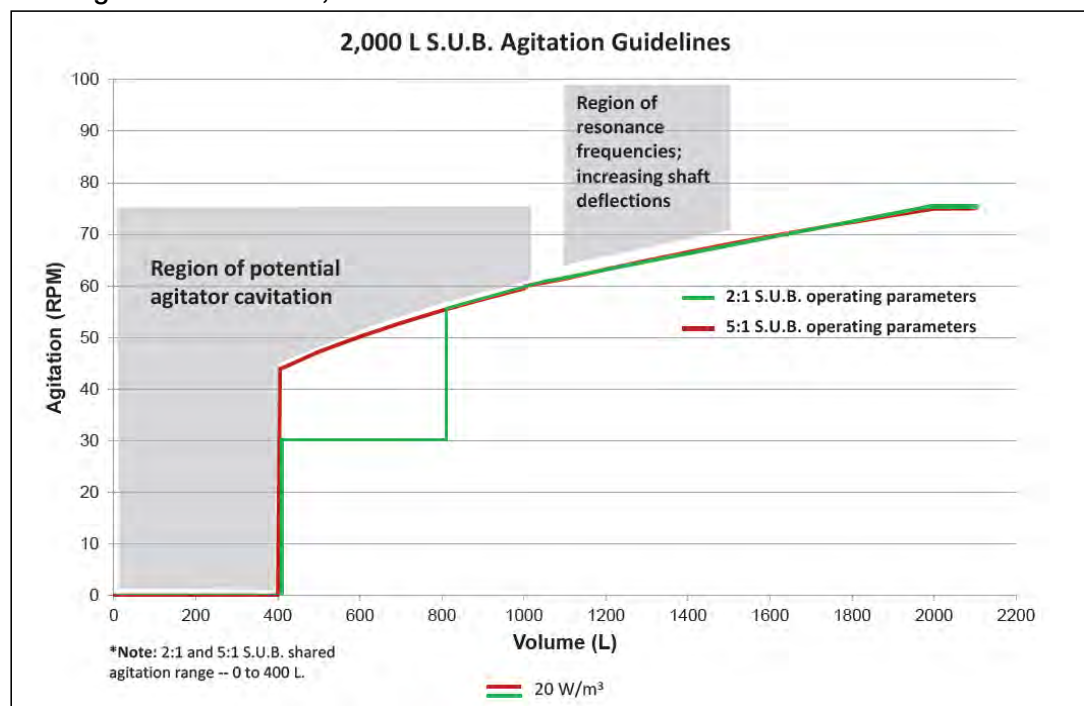 2,000 L S.U.B. Agitation Guidelines
100
90
80
70
60
50
40
30
20
10
0
Agitation (RPM)
Region of
resonance
frequencies;
increasing shaft
deflections
Region of potential
agitator cavitation
2:1 S.U.B. operating parameters
5:1 S.U.B. operating parameters
0 200 400 600 800 1000 1200 1400 1600 1800 2000 2200
Volume (L)
*Note: 2:1 and 5:1 S.U.B. shared
agitation range -- 0 to 400 L.
20 W/m³